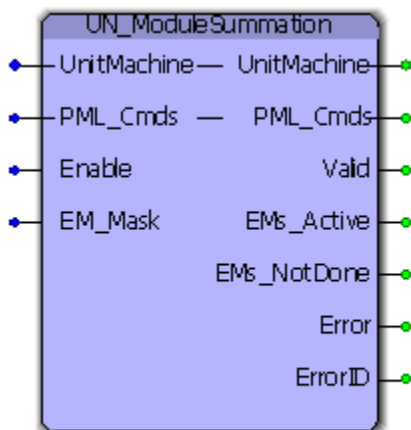 UN_ModuleSummation
UnitMachine UnitMachine
PML_Cmds PML_Cmds
Enable Valid
EM_Mask EMs_Active
EMs_NotDone
Error
ErrorID